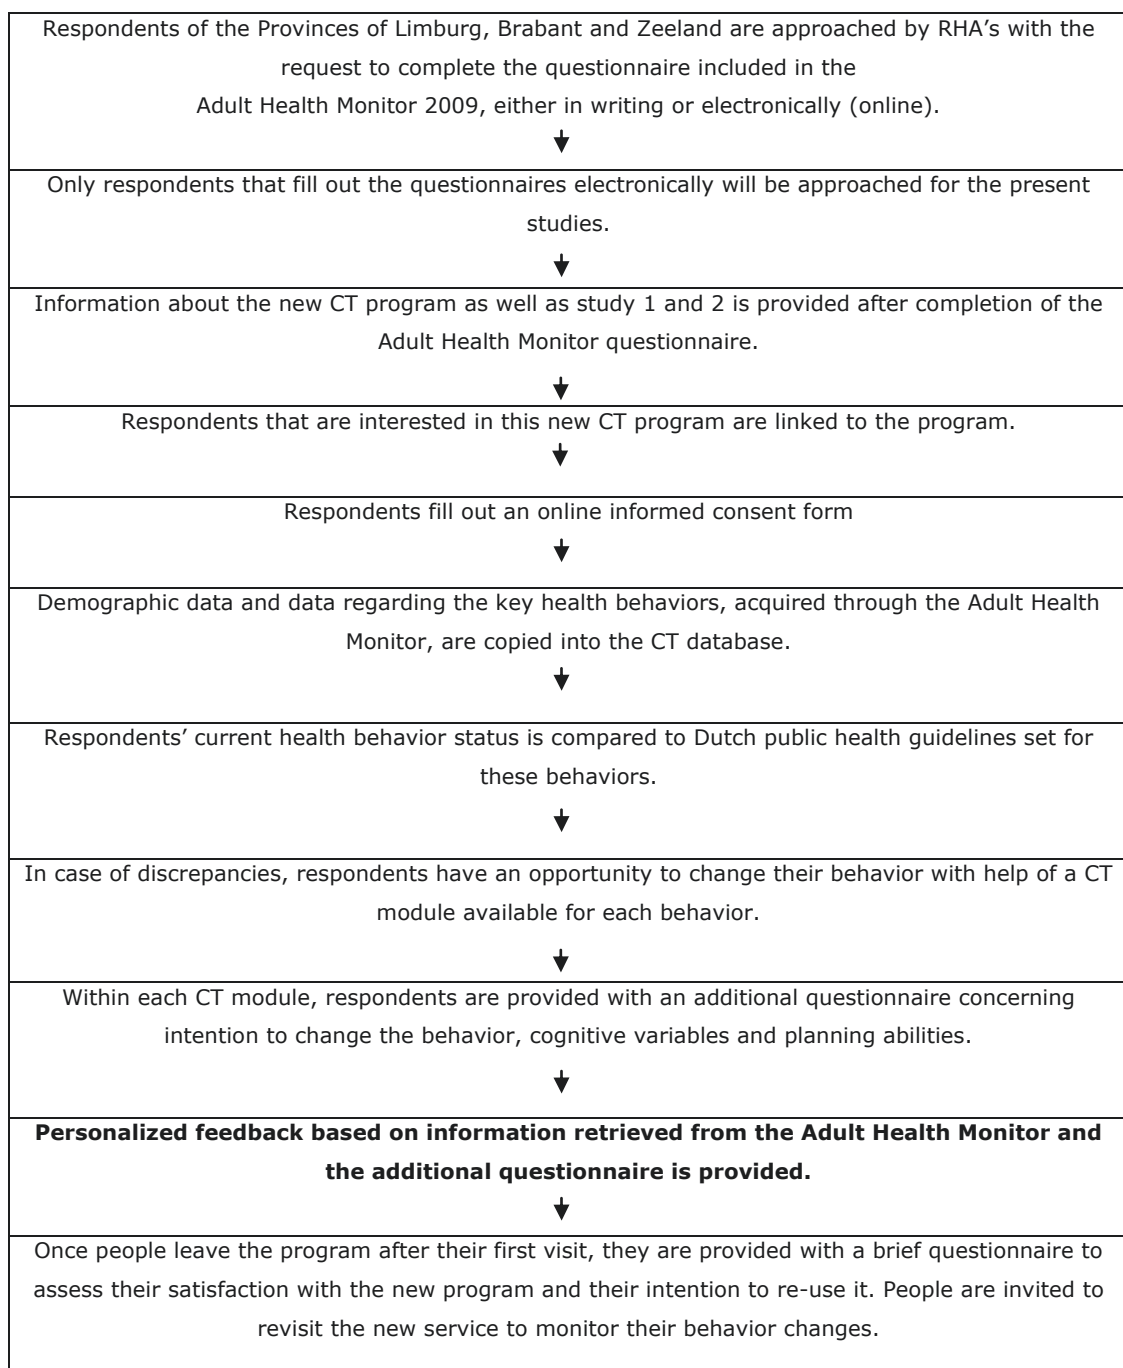 Respondents of the Provinces of Limburg, Brabant and Zeeland are approached by RHA’s with the
request to complete the questionnaire included in the
Adult Health Monitor 2009, either in writing or electronically (online).
Only respondents that fill out the questionnaires electronically will be approached for the present
studies.
Information about the new CT program as well as study 1 and 2 is provided after completion of the
Adult Health Monitor questionnaire.
Respondents that are interested in this new CT program are linked to the program.
Respondents fill out an online informed consent form
Demographic data and data regarding the key health behaviors, acquired through the Adult Health
Monitor, are copied into the CT database.
Respondents’ current health behavior status is compared to Dutch public health guidelines set for
these behaviors.
In case of discrepancies, respondents have an opportunity to change their behavior with help of a CT
module available for each behavior.
Within each CT module, respondents are provided with an additional questionnaire concerning
intention to change the behavior, cognitive variables and planning abilities.
Personalized feedback based on information retrieved from the Adult Health Monitor and
the additional questionnaire is provided.
Once people leave the program after their first visit, they are provided with a brief questionnaire to
assess their satisfaction with the new program and their intention to re-use it. People are invited to
revisit the new service to monitor their behavior changes.